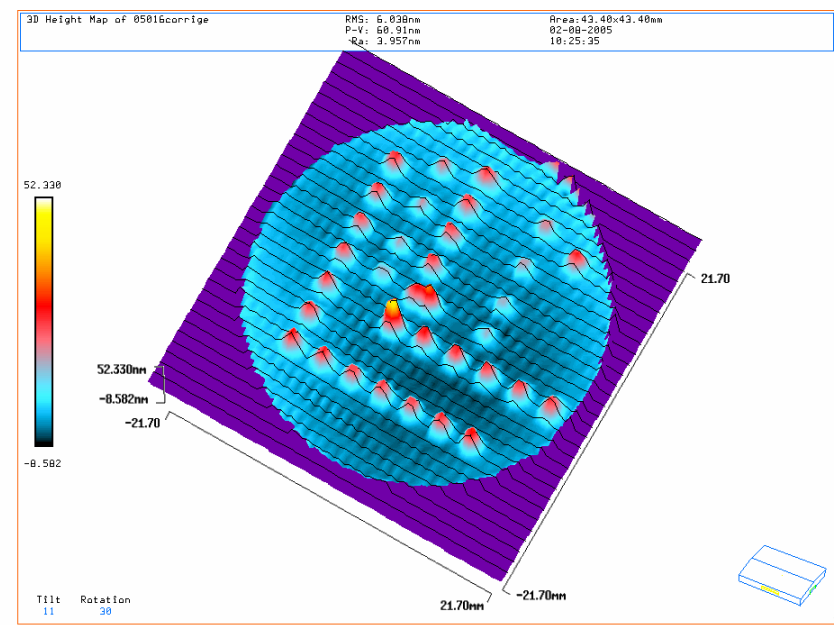 3D Height Map of 05016corrige
RMS: 6.038nm
P-V: 60.91nm
Ra: 3.957nm
Area:43.40x43.40mm
02-08-2005
10:25:35
52.330
21.70
52.330nm
-8.582nm
-21.70
-8.582
21.70mm
-21.70mm
Tilt Rotation
11 30